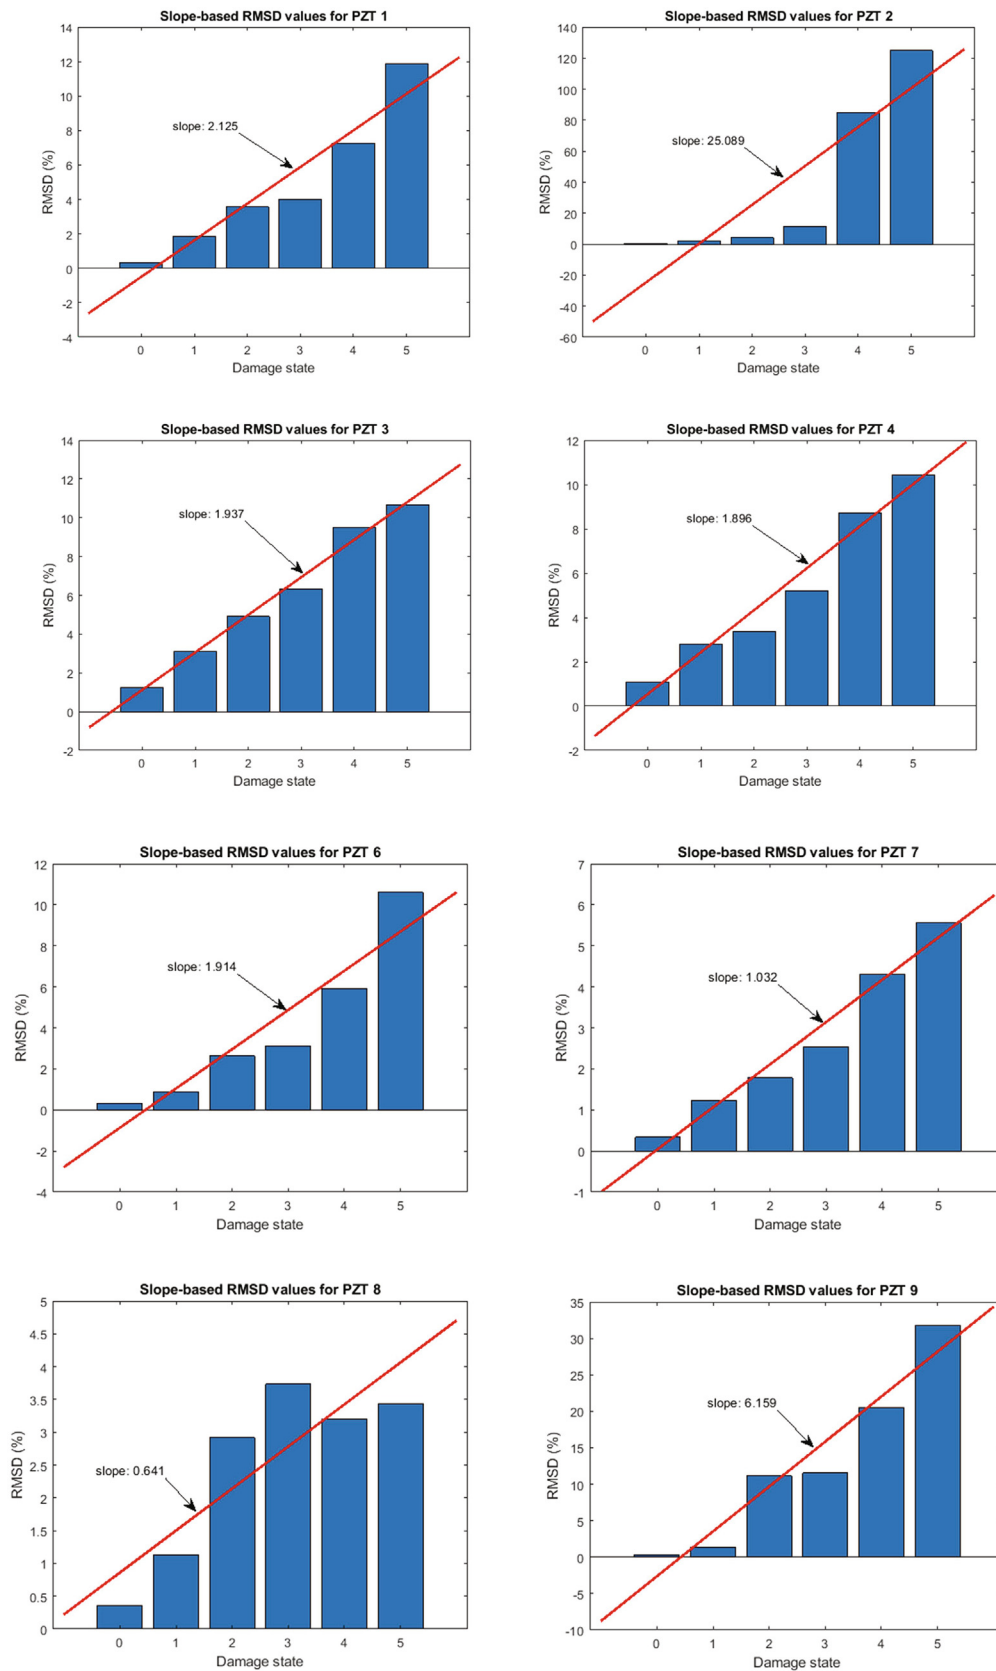 Slope-based RMSD values for PZT 1
14
12
10
8
6
4
2
0
-2
-4
RMSD (%)
slope: 2.125
0 1 2 3 4 5
Damage state
Slope-based RMSD values for PZT 2
140
120
100
80
60
40
20
0
-20
-40
-60
RMSD (%)
slope: 25.089
0 1 2 3 4 5
Damage state
Slope-based RMSD values for PZT 3
14
12
10
8
6
4
2
0
-2
RMSD (%)
slope: 1.937
0 1 2 3 4 5
Damage state
Slope-based RMSD values for PZT 4
12
10
8
6
4
2
0
-2
RMSD (%)
slope: 1.896
0 1 2 3 4 5
Damage state
Slope-based RMSD values for PZT 6
12
10
8
6
4
2
0
-2
-4
RMSD (%)
slope: 1.914
0 1 2 3 4 5
Damage state
Slope-based RMSD values for PZT 7
7
6
5
4
3
2
1
0
-1
RMSD (%)
slope: 1.032
0 1 2 3 4 5
Damage state
Slope-based RMSD values for PZT 8
5
4.5
4
3.5
3
2.5
2
1.5
1
0.5
0
RMSD (%)
slope: 0.641
0 1 2 3 4 5
Damage state
Slope-based RMSD values for PZT 9
35
30
25
20
15
10
5
0
-5
-10
RMSD (%)
slope: 6.159
0 1 2 3 4 5
Damage state